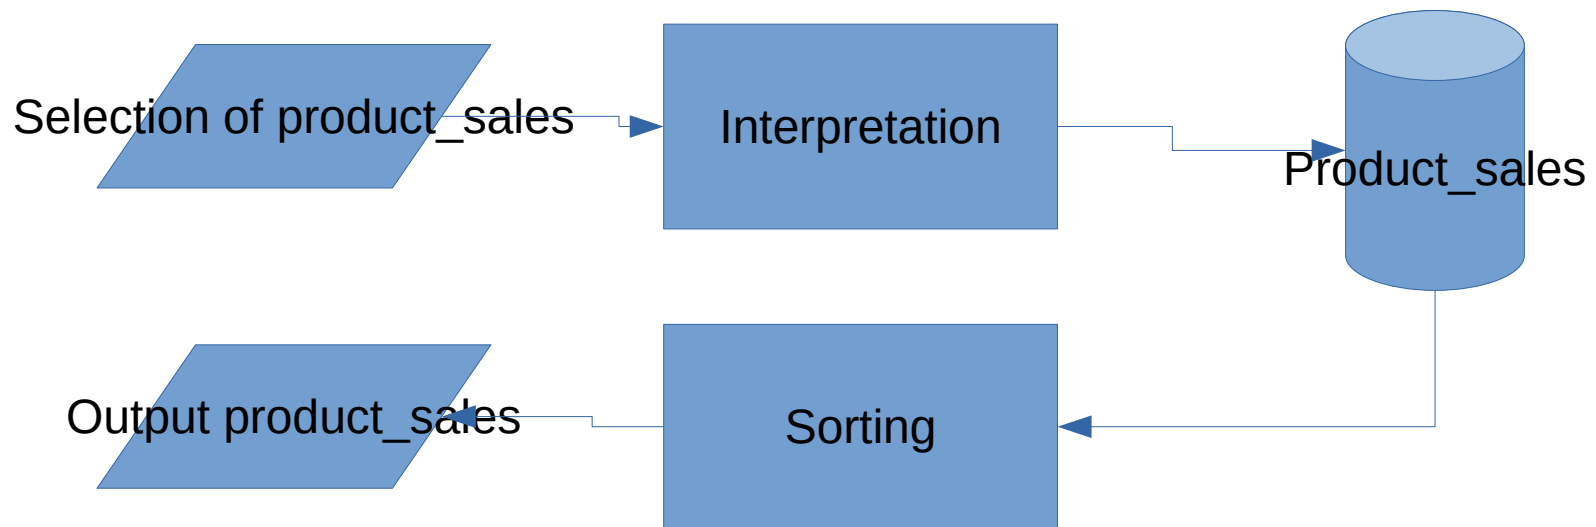 Selection of product_sales
Interpretation
Product_sales
Output product_sales
Sorting